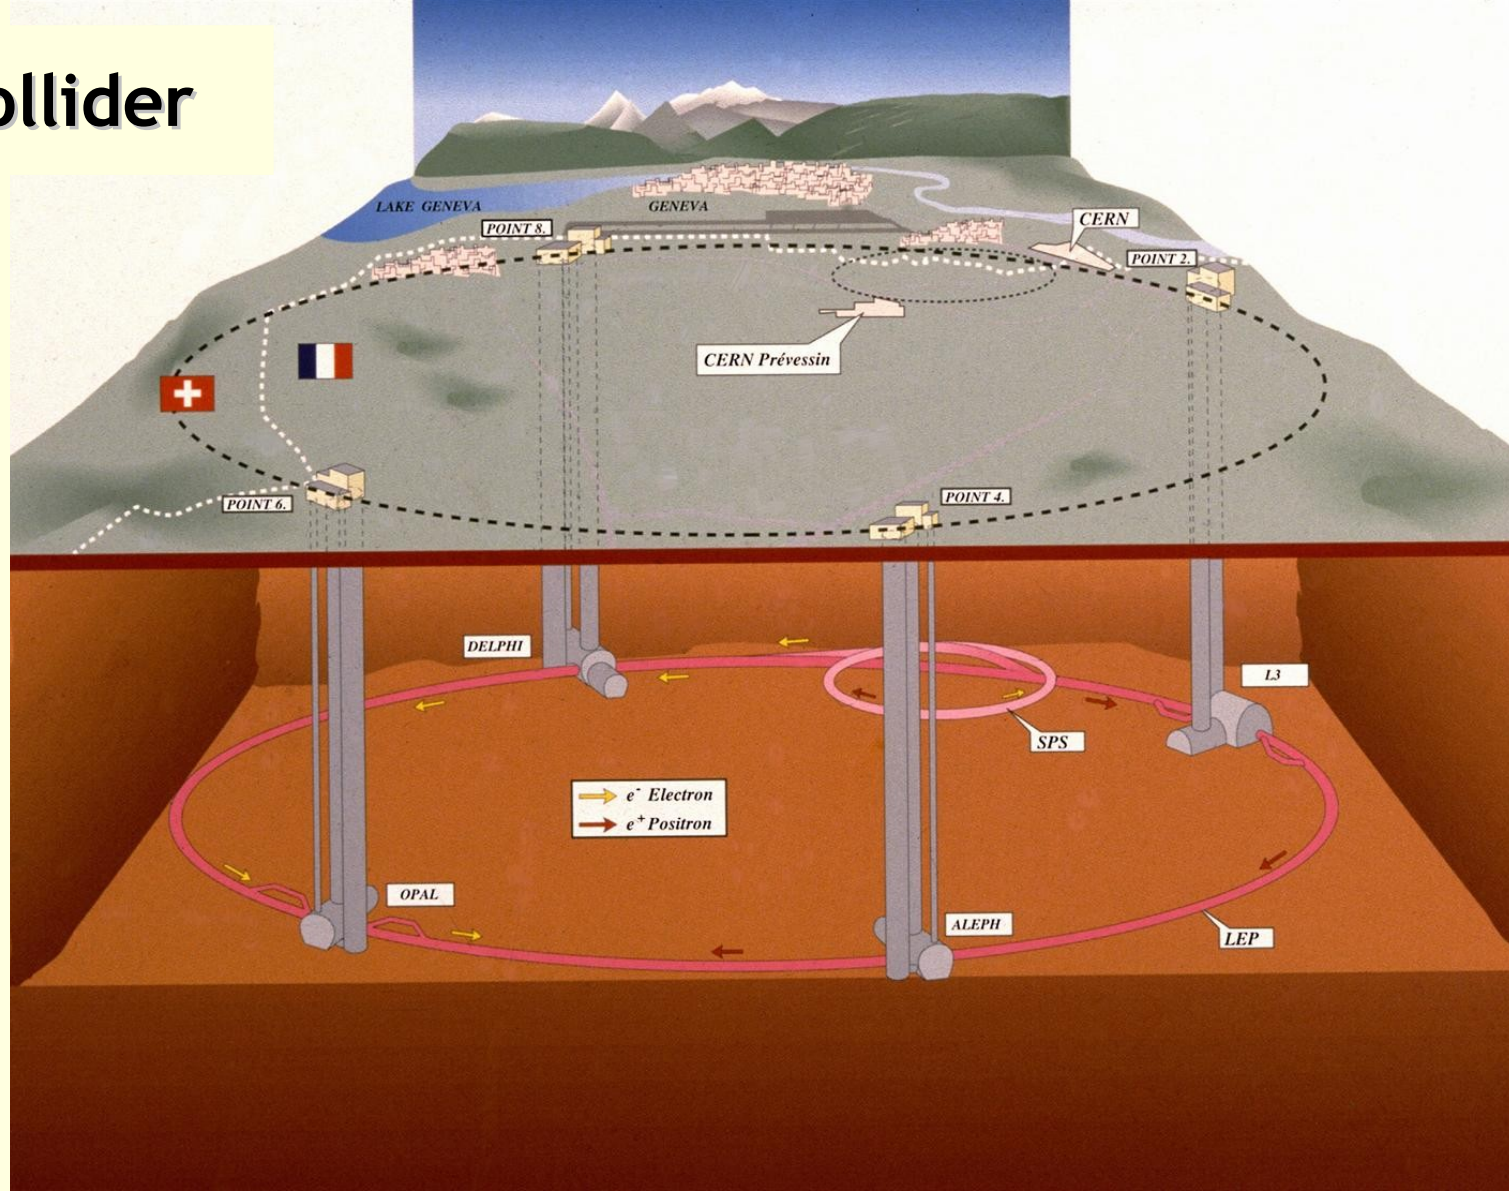 ollider
LAKE GENEVA
GENEVA
POINT 8.
CERN
POINT 2.
CERN Prévessin
POINT 6.
POINT 4.
DELPHI
L3
SPS
e- Electron
e+ Positron
OPAL
ALEPH
LEP